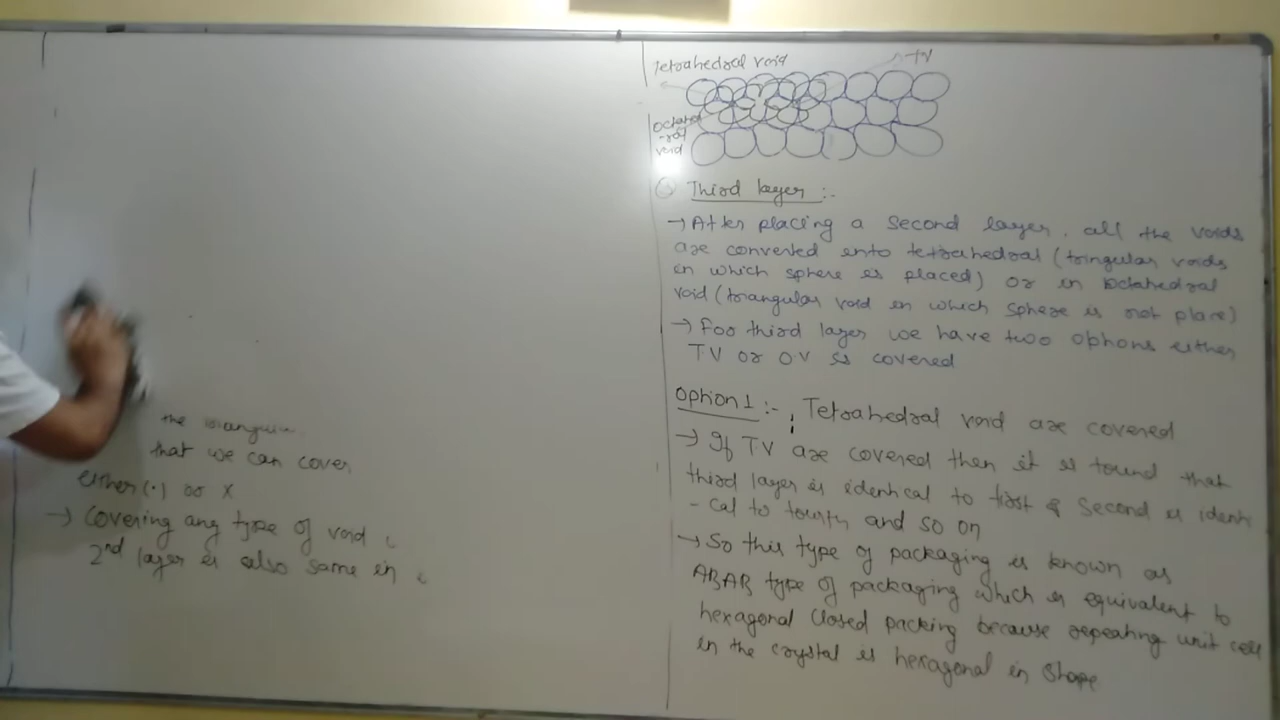 the
that we can cover
either (.) or X
→ Covering any type of void
2nd layer is also same in
Tetrahedral void
TV
octahed
-ral
void
③ Third layer :-
→ After placing a second layer, all the voids
are converted into tetrahedral (tringular voids
in which sphere is placed) or in octahedral
void (triangular void in which sphere is not place)
→ For third layer we have two options either
TV or OV is covered
Option 1 :- Tetrahedral void are covered
→ If TV are covered then it is found that
third layer is identical to first & second is identi
- cal to fourth and so on
→ So this type of packaging is known as
ABAB type of packaging which is equivalent to
hexagonal closed packing because repeating unit cell
in the crystal is hexagonal in shape